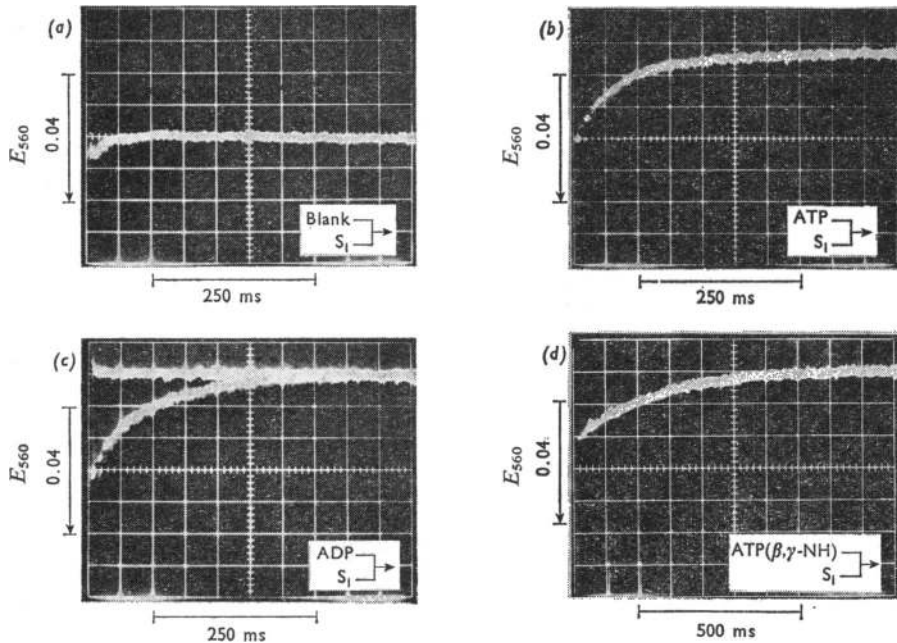 (a)
E560
0.04
Blank
S1
250 ms
(b)
E560
0.04
ATP
S1
250 ms
(c)
E560
0.04
ADP
S1
250 ms
(d)
E560
0.04
ATP(β,γ-NH)
S1
500 ms